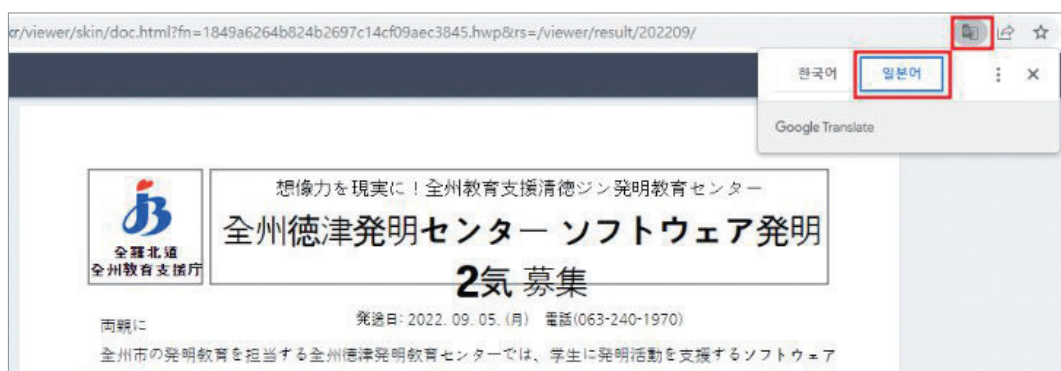 cr/viewer/skin/doc.html?fn=1849a6264b824b2697c14cf09aec3845.hwp&rs=/viewer/result/202209/
한국어 일본어
Google Translate
想像力を現実に！全州教育支援清徳ジン発明教育センター
全州徳津発明センター ソフトウェア発明
2気 募集
全羅北道
全州教育支援庁
発送日: 2022. 09. 05. (月) 電話(063-240-1970)
両親に
全州市の発明教育を担当する全州徳津発明教育センターでは、学生に発明活動を支援するソフトウェア